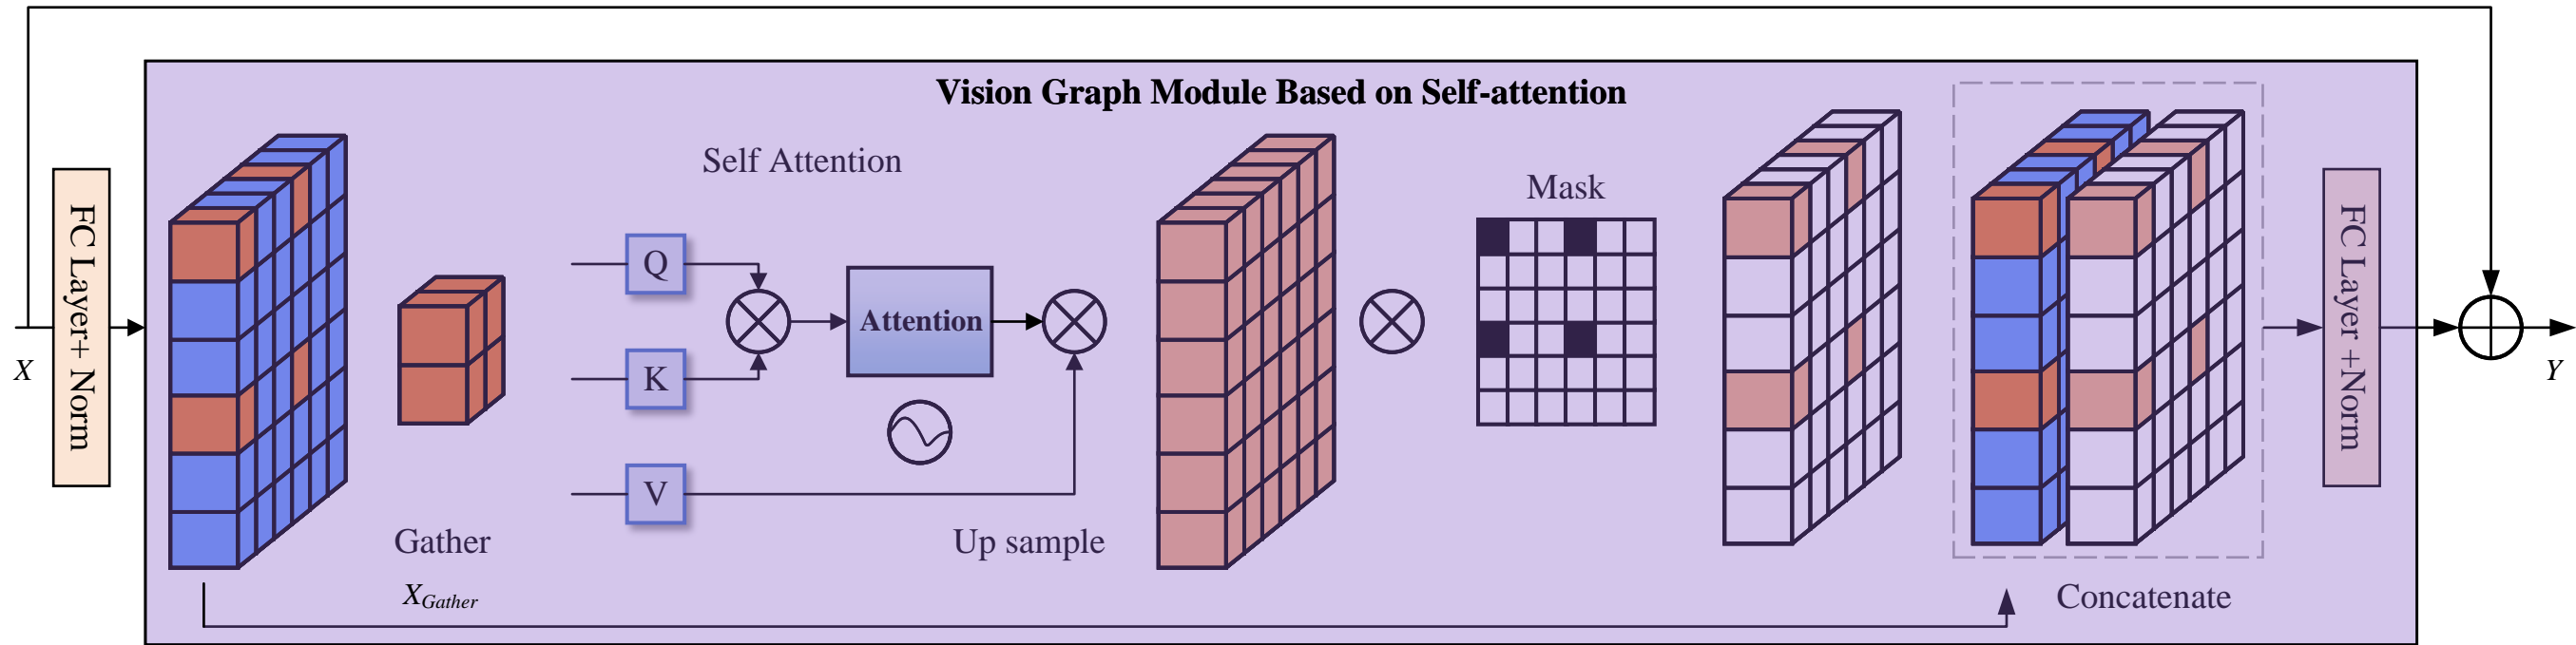 Vision Graph Module Based on Self-attention
X
FC Layer+ Norm
Gather
X_Gather
Self Attention
Q
K
V
Attention
Up sample
Mask
Concatenate
FC Layer +Norm
Y